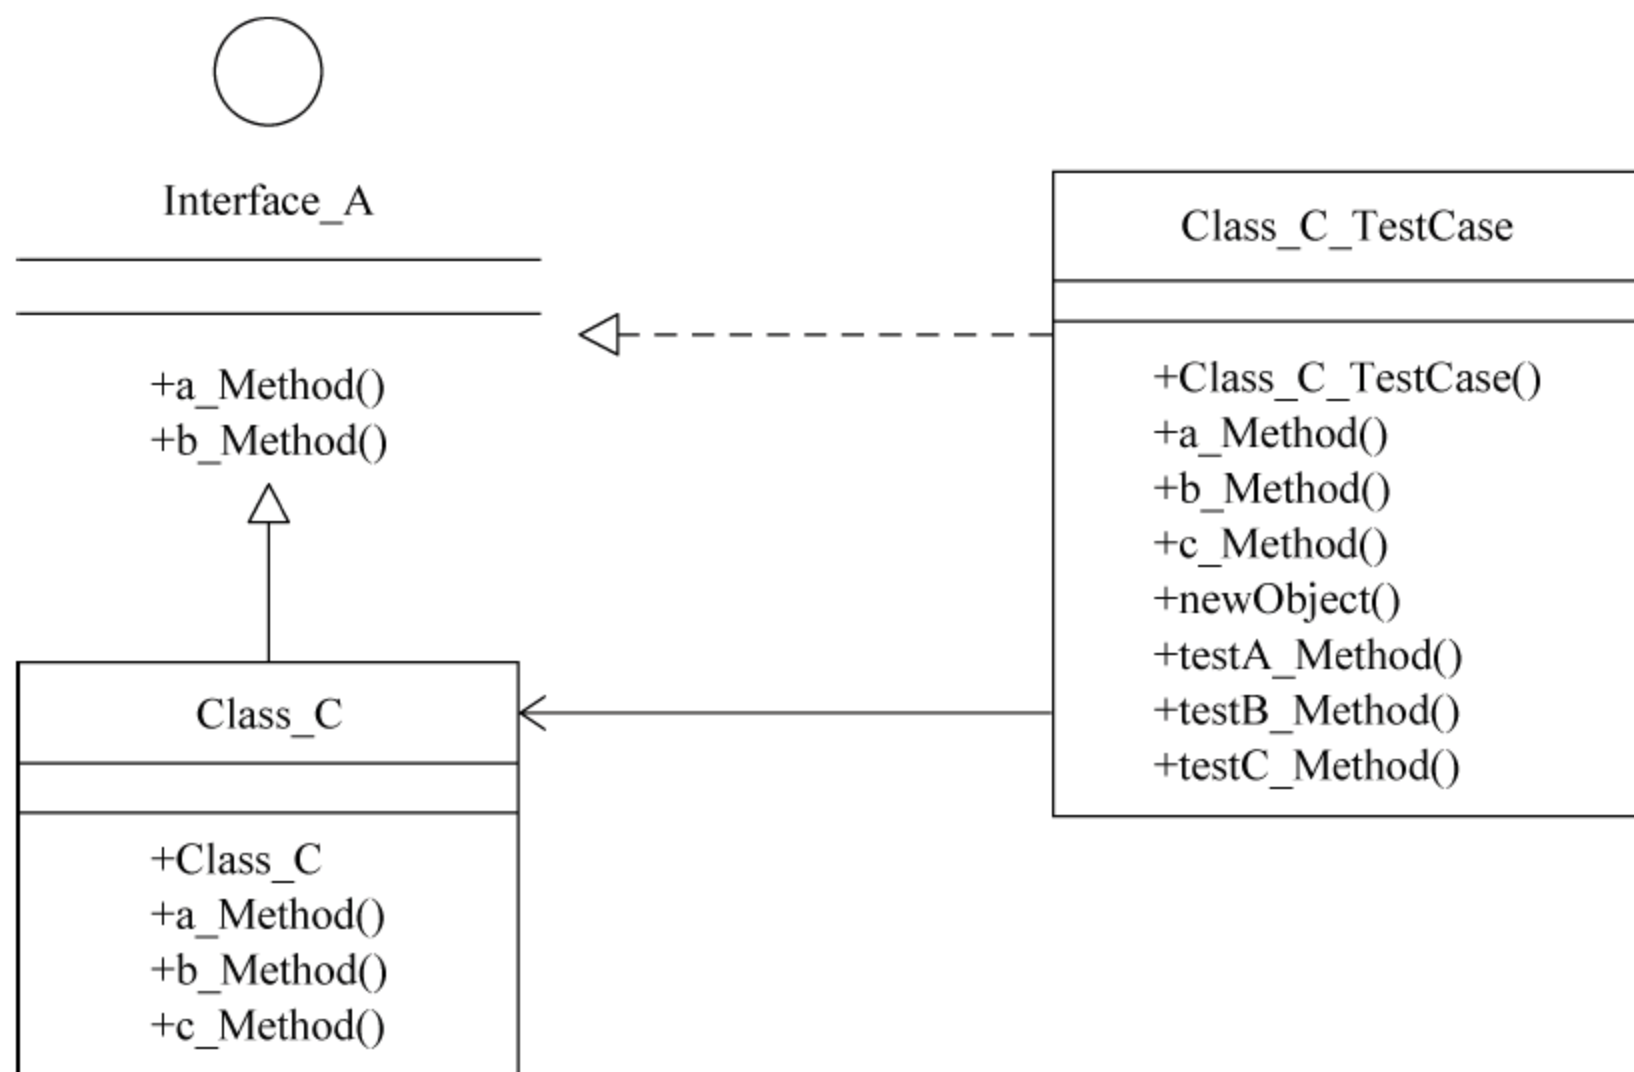 Interface_A
+a_Method()
+b_Method()
Class_C_TestCase
+Class_C_TestCase()
+a_Method()
+b_Method()
+c_Method()
+newObject()
+testA_Method()
+testB_Method()
+testC_Method()
Class_C
+Class_C
+a_Method()
+b_Method()
+c_Method()